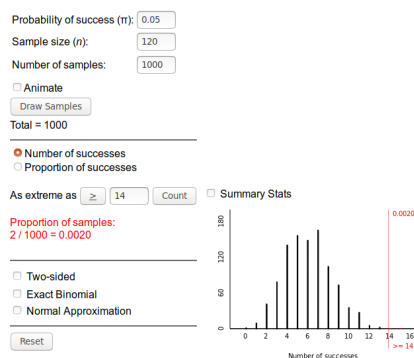 Probability of success (π): 0.05
Sample size (n): 120
Number of samples: 1000
Animate
Draw Samples
Total = 1000
Number of successes
Proportion of successes
As extreme as ≥ 14 Count
Summary Stats
Proportion of samples:
2 / 1000 = 0.0020
Two-sided
Exact Binomial
Normal Approximation
Reset
0.0020
180
120
60
0
0 2 4 6 8 10 12 14 16
>= 14
Number of successes